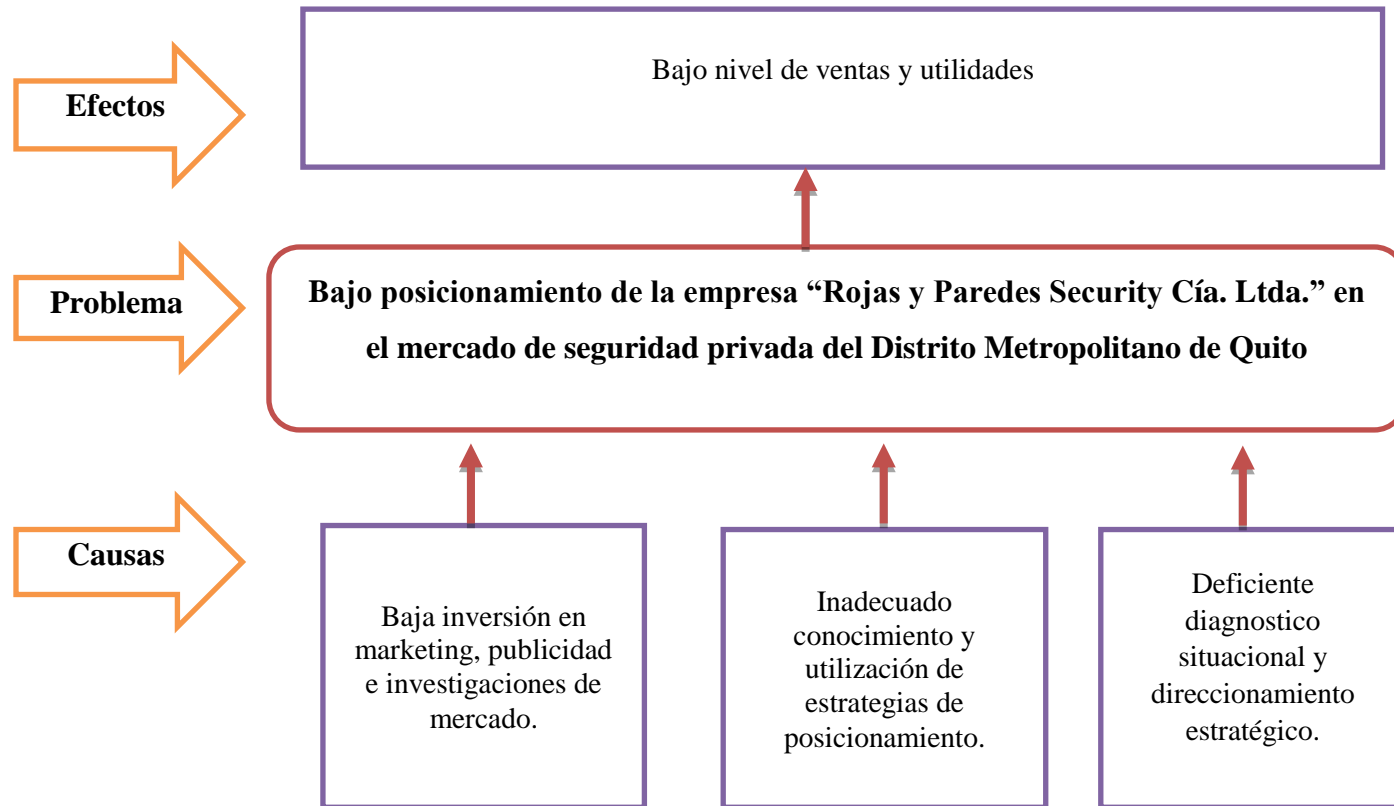 Efectos
Bajo nivel de ventas y utilidades
Problema
Bajo posicionamiento de la empresa “Rojas y Paredes Security Cía. Ltda.” en
el mercado de seguridad privada del Distrito Metropolitano de Quito
Causas
Baja inversión en
marketing, publicidad
e investigaciones de
mercado.
Inadecuado
conocimiento y
utilización de
estrategias de
posicionamiento.
Deficiente
diagnostico
situacional y
direccionamiento
estratégico.